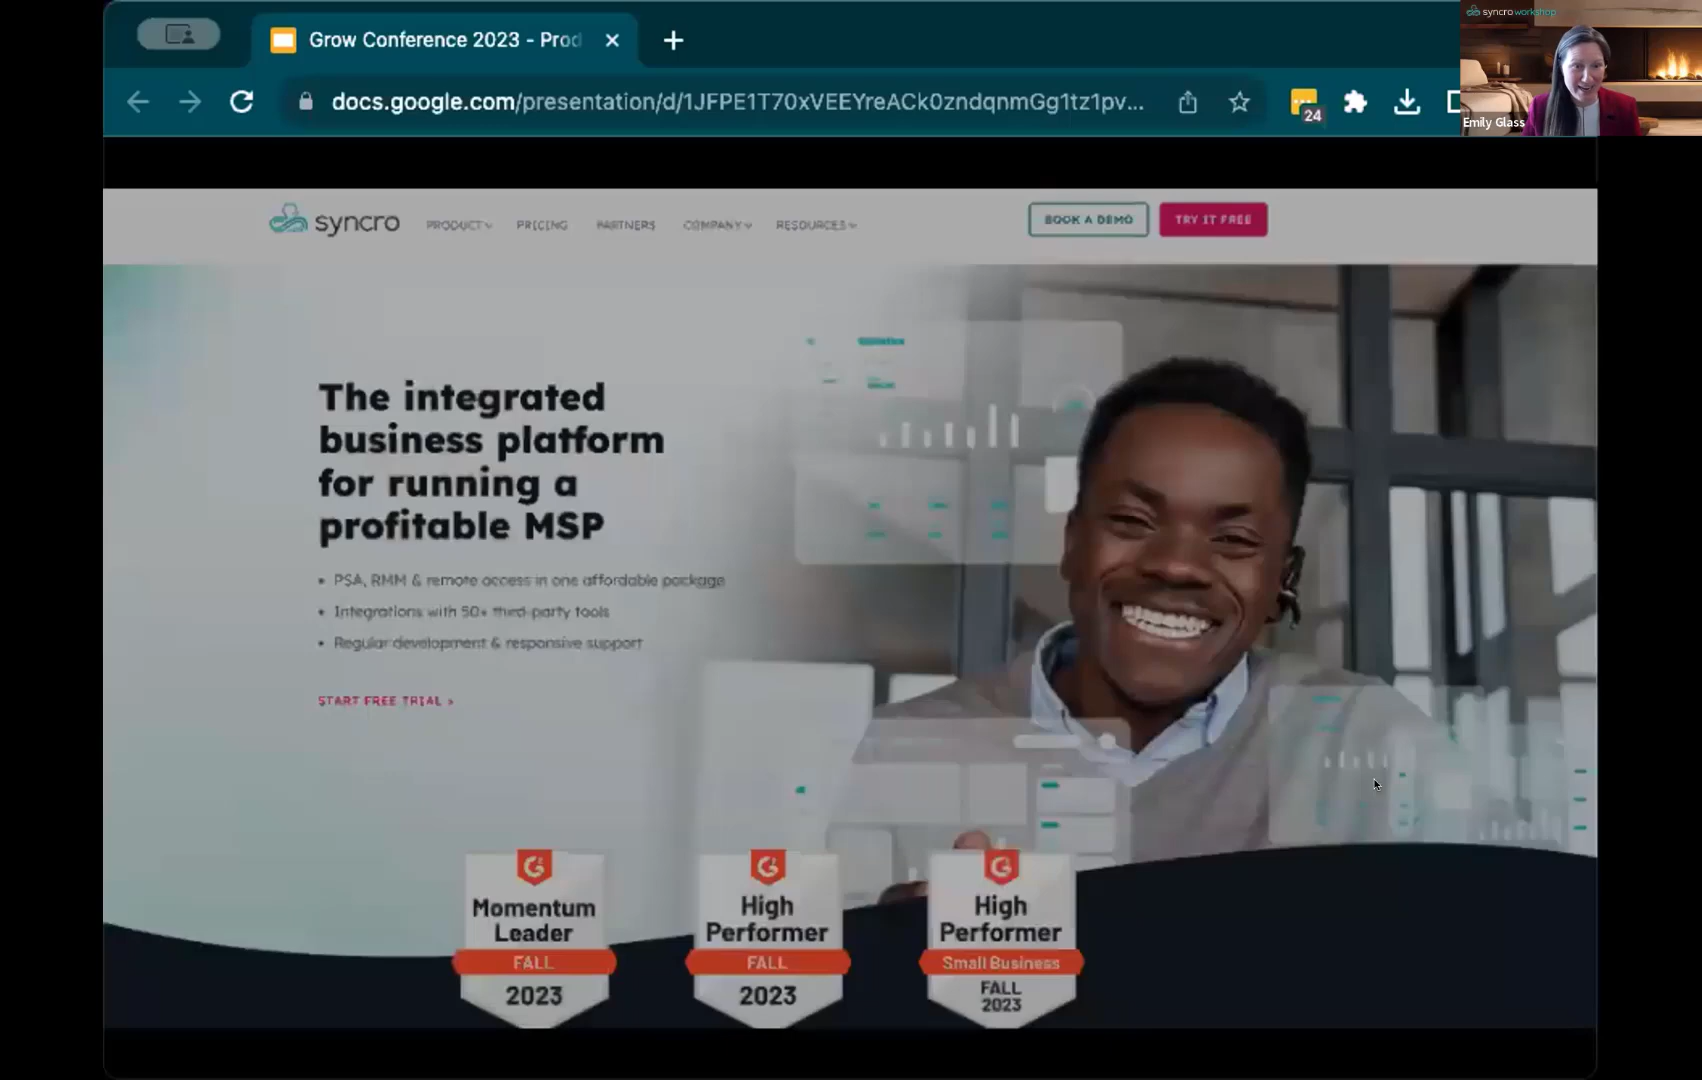 Grow Conference 2023 - Prod
docs.google.com/presentation/d/1JFPE1T70xVEEYreACk0zndqnmGg1tz1pv...
24
syncro workshop
Emily Glass
syncro
PRODUCT
PRICING
PARTNERS
COMPANY
RESOURCES
BOOK A DEMO
TRY IT FREE
The integrated
business platform
for running a
profitable MSP
• PSA, RMM & remote access in one affordable package
• Integrations with 50+ third-party tools
• Regular development & responsive support
START FREE TRIAL >
Momentum
Leader
FALL
2023
High
Performer
FALL
2023
High
Performer
Small Business
FALL
2023